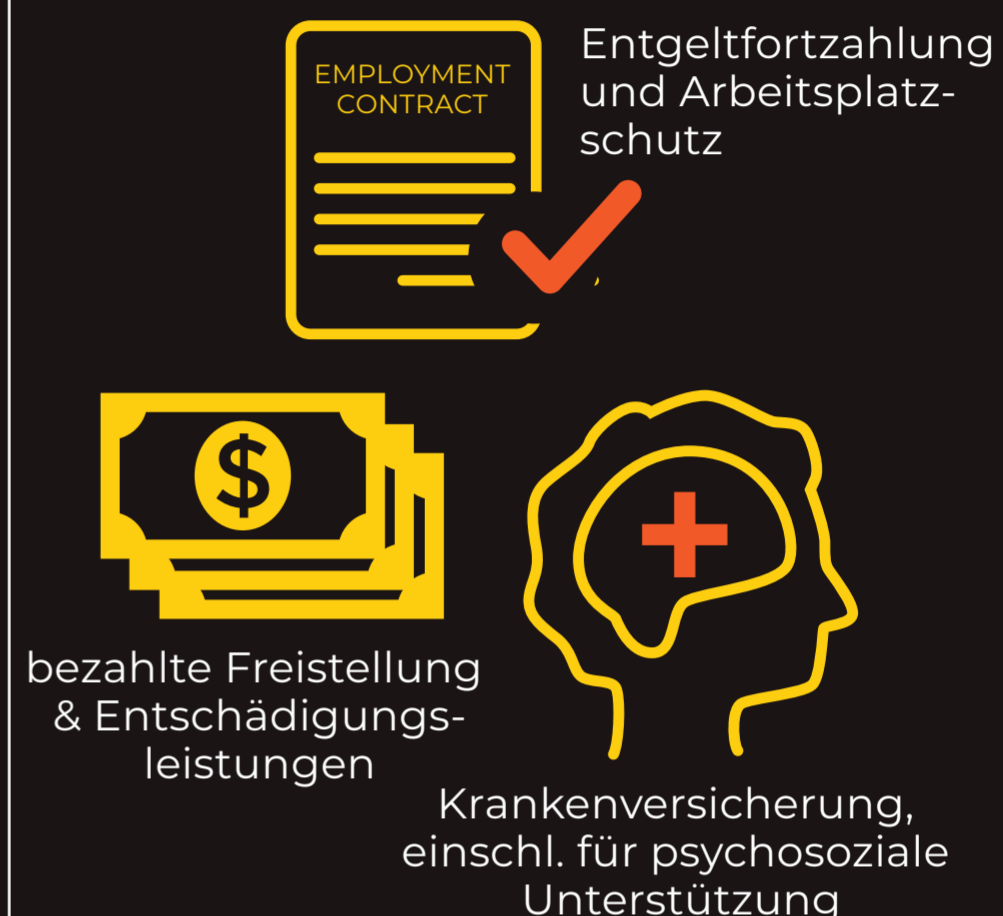 EMPLOYMENT
CONTRACT
Entgeltfortzahlung
und Arbeitsplatz-
schutz
$
bezahlte Freistellung
& Entschädigungs-
leistungen
Krankenversicherung,
einschl. für psychosoziale
Unterstützung